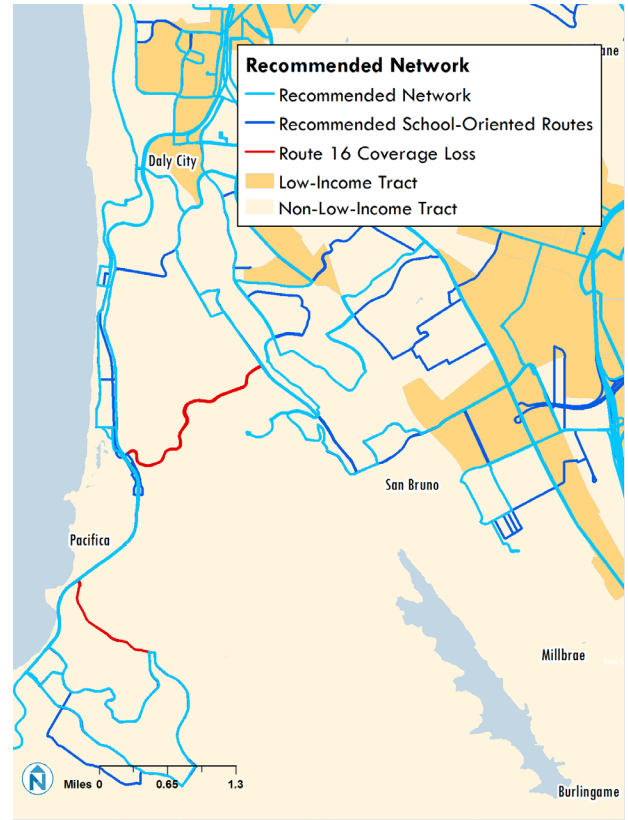 ane
Recommended Network
Recommended Network
Recommended School-Oriented Routes
Route 16 Coverage Loss
Low-Income Tract
Non-Low-Income Tract
Daly City
San Bruno
Pacifica
Millbrae
N
Miles 0 0.65 1.3
Burlingame